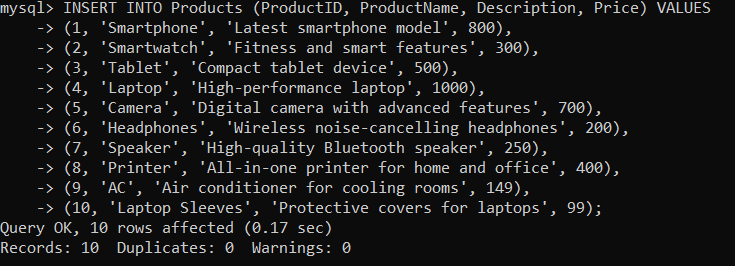 mysql> INSERT INTO Products (ProductID, ProductName, Description, Price) VALUES
-> (1, 'Smartphone', 'Latest smartphone model', 800),
-> (2, 'Smartwatch', 'Fitness and smart features', 300),
-> (3, 'Tablet', 'Compact tablet device', 500),
-> (4, 'Laptop', 'High-performance laptop', 1000),
-> (5, 'Camera', 'Digital camera with advanced features', 700),
-> (6, 'Headphones', 'Wireless noise-cancelling headphones', 200),
-> (7, 'Speaker', 'High-quality Bluetooth speaker', 250),
-> (8, 'Printer', 'All-in-one printer for home and office', 400),
-> (9, 'AC', 'Air conditioner for cooling rooms', 149),
-> (10, 'Laptop Sleeves', 'Protective covers for laptops', 99);
Query OK, 10 rows affected (0.17 sec)
Records: 10  Duplicates: 0  Warnings: 0